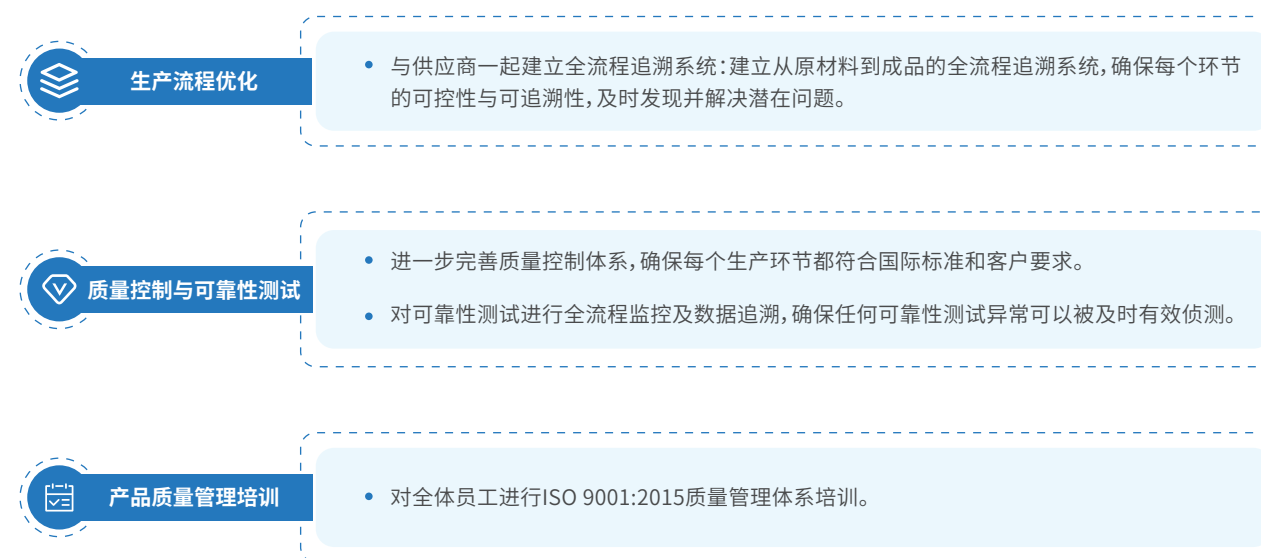 生产流程优化
与供应商一起建立全流程追溯系统：建立从原材料到成品的全流程追溯系统，确保每个环节
的可控性与可追溯性，及时发现并解决潜在问题。
质量控制与可靠性测试
进一步完善质量控制体系，确保每个生产环节都符合国际标准和客户要求。
对可靠性测试进行全流程监控及数据追溯，确保任何可靠性测试异常可以被及时有效侦测。
产品质量管理培训
对全体员工进行ISO 9001:2015质量管理体系培训。